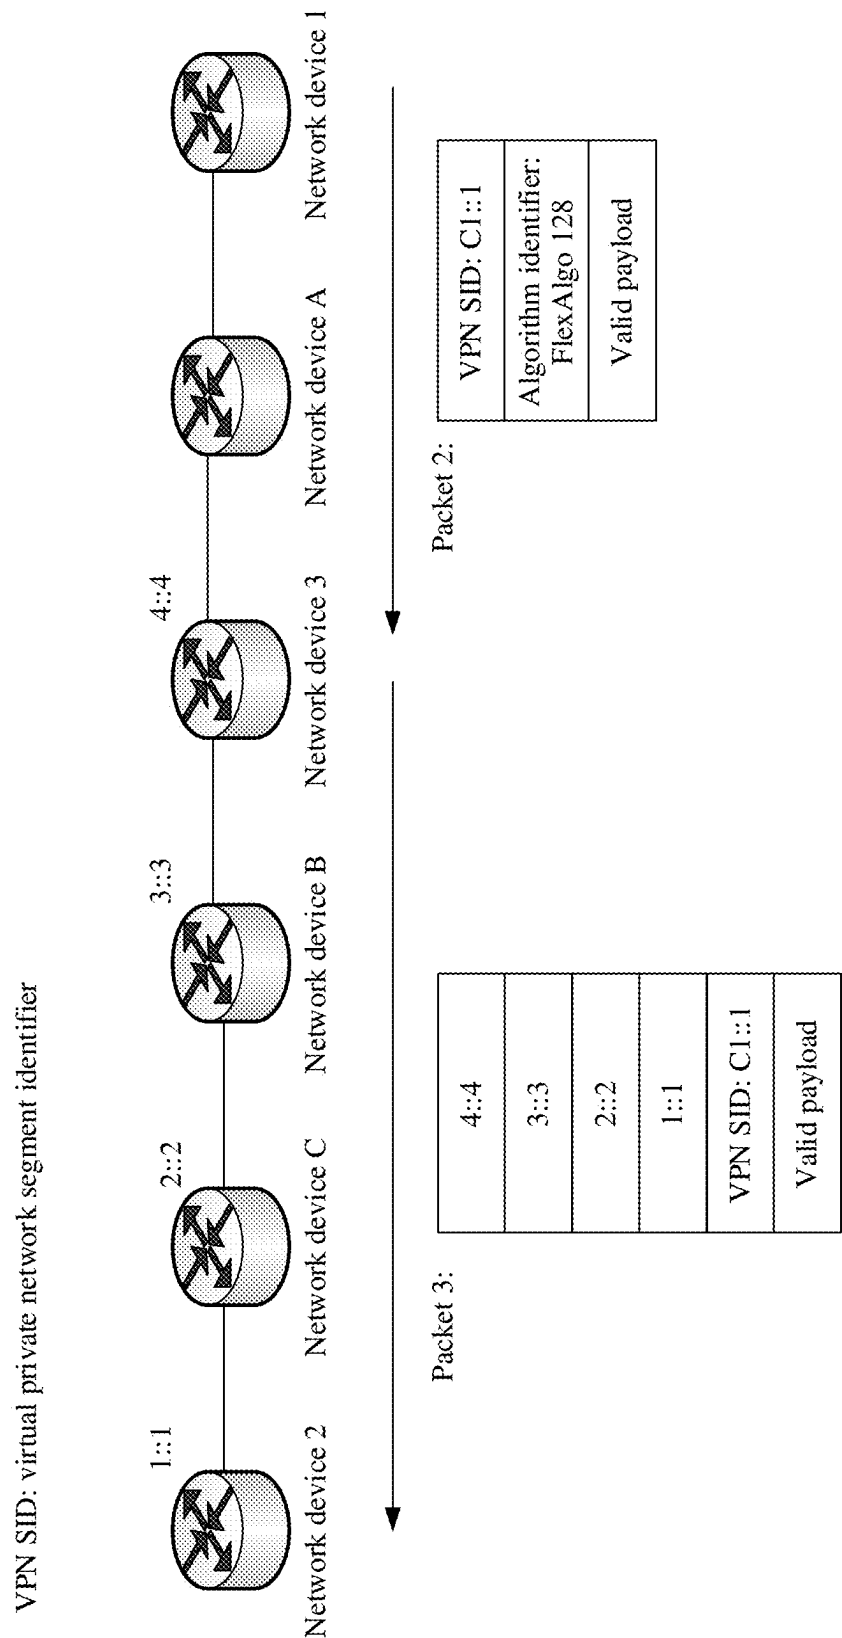 VPN SID: virtual private network segment identifier
1::1
2::2
3::3
4::4
Network device 2
Network device C
Network device B
Network device 3
Network device A
Network device 1
Packet 3:
4::4
3::3
2::2
1::1
VPN SID: C1::1
Valid payload
Packet 2:
VPN SID: C1::1
Algorithm identifier:
FlexAlgo 128
Valid payload